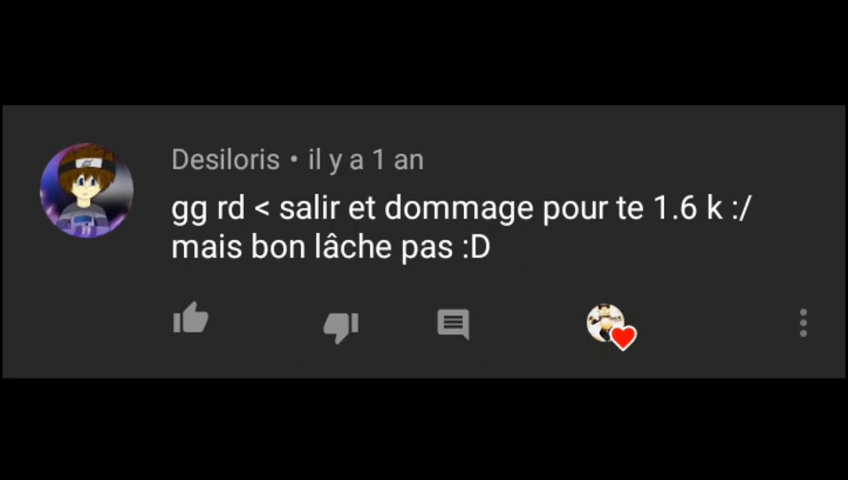 Desiloris • il y a 1 an
gg rd < salir et dommage pour te 1.6 k :/
mais bon lâche pas :D